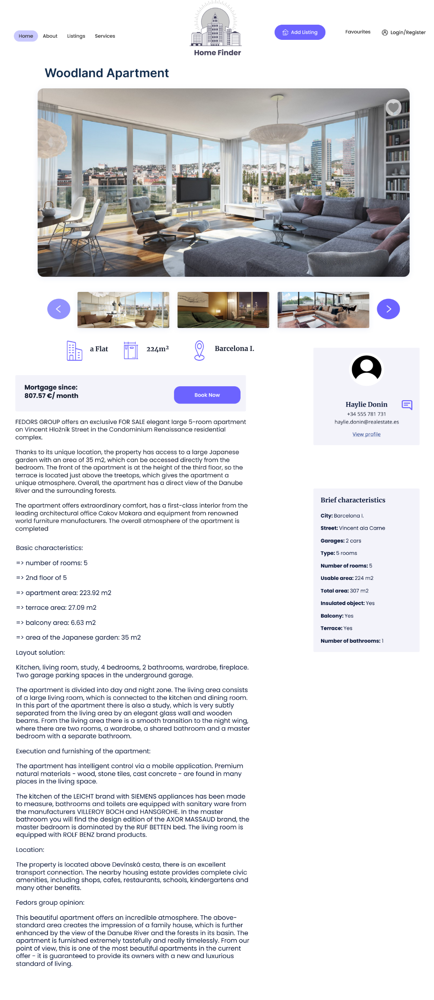 Home
About
Listings
Services
Home Finder
Add Listing
Favourites
Login/Register
Woodland Apartment
a Flat
224m²
Barcelona I.
Mortgage since:
807.57 €/ month
Book Now
FEDORS GROUP offers an exclusive FOR SALE elegant large 5-room apartment
on Vincent Hložník Street in the Condominium Renaissance residential
complex.
Thanks to its unique location, the property has access to a large Japanese
garden with an area of 35 m2, which can be accessed directly from the
bedroom. The front of the apartment is at the height of the third floor, so the
terrace is located just above the treetops, which gives the apartment a
unique atmosphere. Overall, the apartment has a direct view of the Danube
River and the surrounding forests.
The apartment offers extraordinary comfort, has a first-class interior from the
leading architectural office Cakov Makara and equipment from renowned
world furniture manufacturers. The overall atmosphere of the apartment is
completed
Basic characteristics:
=> number of rooms: 5
=> 2nd floor of 5
=> apartment area: 223.92 m2
=> terrace area: 27.09 m2
=> balcony area: 6.63 m2
=> area of the Japanese garden: 35 m2
Layout solution:
Kitchen, living room, study, 4 bedrooms, 2 bathrooms, wardrobe, fireplace.
Two garage parking spaces in the underground garage.
The apartment is divided into day and night zone. The living area consists
of a large living room, which is connected to the kitchen and dining room.
In this part of the apartment there is also a study, which is very subtly
separated from the living area by an elegant glass wall and wooden
beams. From the living area there is a smooth transition to the night wing,
where there are two rooms, a wardrobe, a shared bathroom and a master
bedroom with a separate bathroom.
Execution and furnishing of the apartment:
The apartment has intelligent control via a mobile application. Premium
natural materials - wood, stone tiles, cast concrete - are found in many
places in the living space.
The kitchen of the LEICHT brand with SIEMENS appliances has been made
to measure, bathrooms and toilets are equipped with sanitary ware from
the manufacturers VILLEROY BOCH and HANSGROHE. In the master
bathroom you will find the design edition of the AXOR MASSAUD brand, the
master bedroom is dominated by the RUF BETTEN bed. The living room is
equipped with ROLF BENZ brand products.
Location:
The property is located above Devínská cesta, there is an excellent
transport connection. The nearby housing estate provides complete civic
amenities, including shops, cafes, restaurants, schools, kindergartens and
many other benefits.
Fedors group opinion:
This beautiful apartment offers an incredible atmosphere. The above-
standard area creates the impression of a family house, which is further
enhanced by the view of the Danube River and the forests in its basin. The
apartment is furnished extremely tastefully and really timelessly. From our
point of view, this is one of the most beautiful apartments in the current
offer - it is guaranteed to provide its owners with a new and luxurious
standard of living.
Haylie Donin
+34 555 781 731
haylie.donin@realestate.es
View profile
Brief characteristics
City: Barcelona I.
Street: Vincent ala Carne
Garages: 2 cars
Type: 5 rooms
Number of rooms: 5
Usable area: 224 m2
Total area: 307 m2
Insulated object: Yes
Balcony: Yes
Terrace: Yes
Number of bathrooms: 1